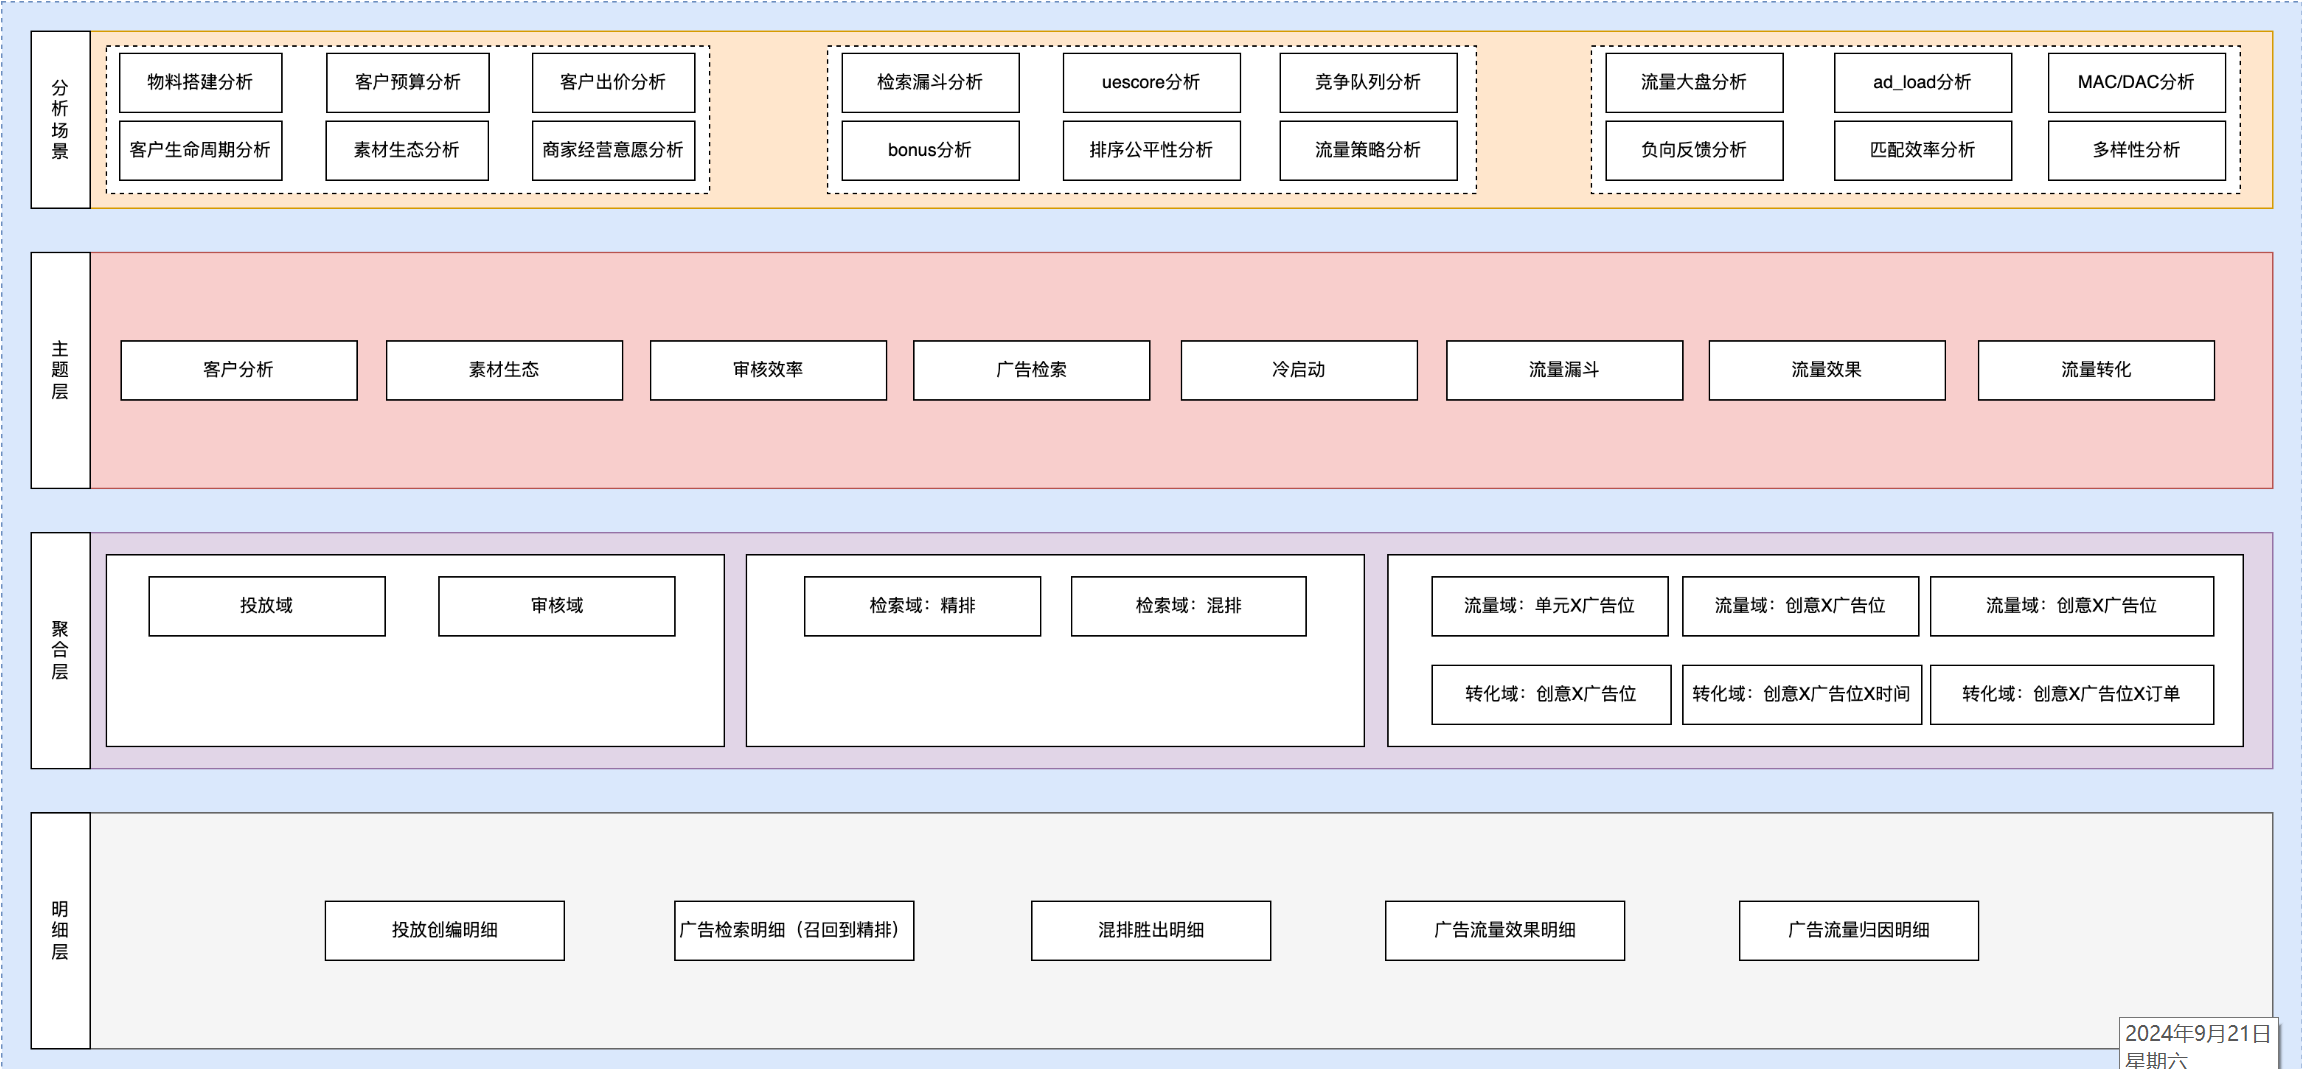 分析场景
物料搭建分析
客户预算分析
客户出价分析
客户生命周期分析
素材生态分析
商家经营意愿分析
检索漏斗分析
uescore分析
竞争队列分析
bonus分析
排序公平性分析
流量策略分析
流量大盘分析
ad_load分析
MAC/DAC分析
负向反馈分析
匹配效率分析
多样性分析
主题层
客户分析
素材生态
审核效率
广告检索
冷启动
流量漏斗
流量效果
流量转化
聚合层
投放域
审核域
检索域：精排
检索域：混排
流量域：单元X广告位
流量域：创意X广告位
流量域：创意X广告位
转化域：创意X广告位
转化域：创意X广告位X时间
转化域：创意X广告位X订单
明细层
投放创编明细
广告检索明细（召回到精排）
混排胜出明细
广告流量效果明细
广告流量归因明细
2024年9月21日
星期六